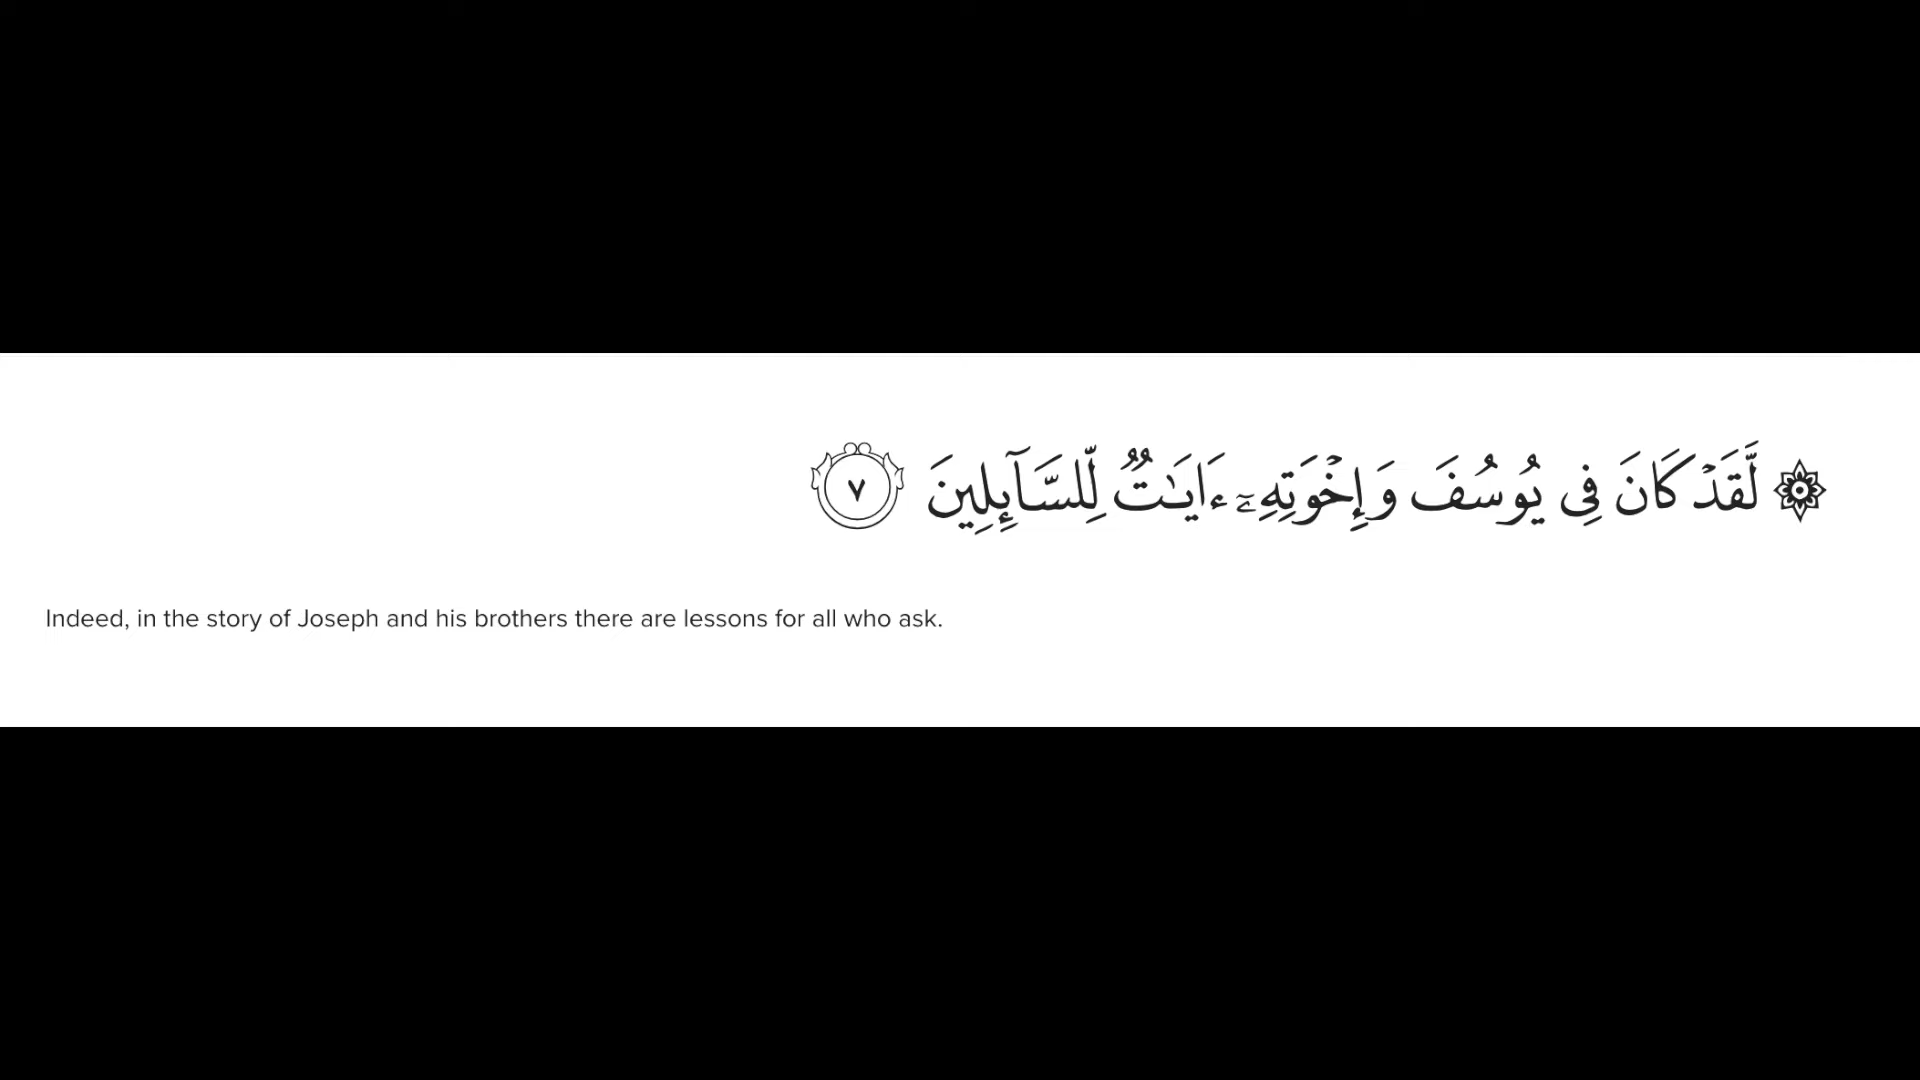 ۞ لَّقَدْ كَانَ فِى يُوسُفَ وَإِخْوَتِهِۦٓ ءَايَـٰتٌۭ لِّلسَّآئِلِينَ ٧
Indeed, in the story of Joseph and his brothers there are lessons for all who ask.